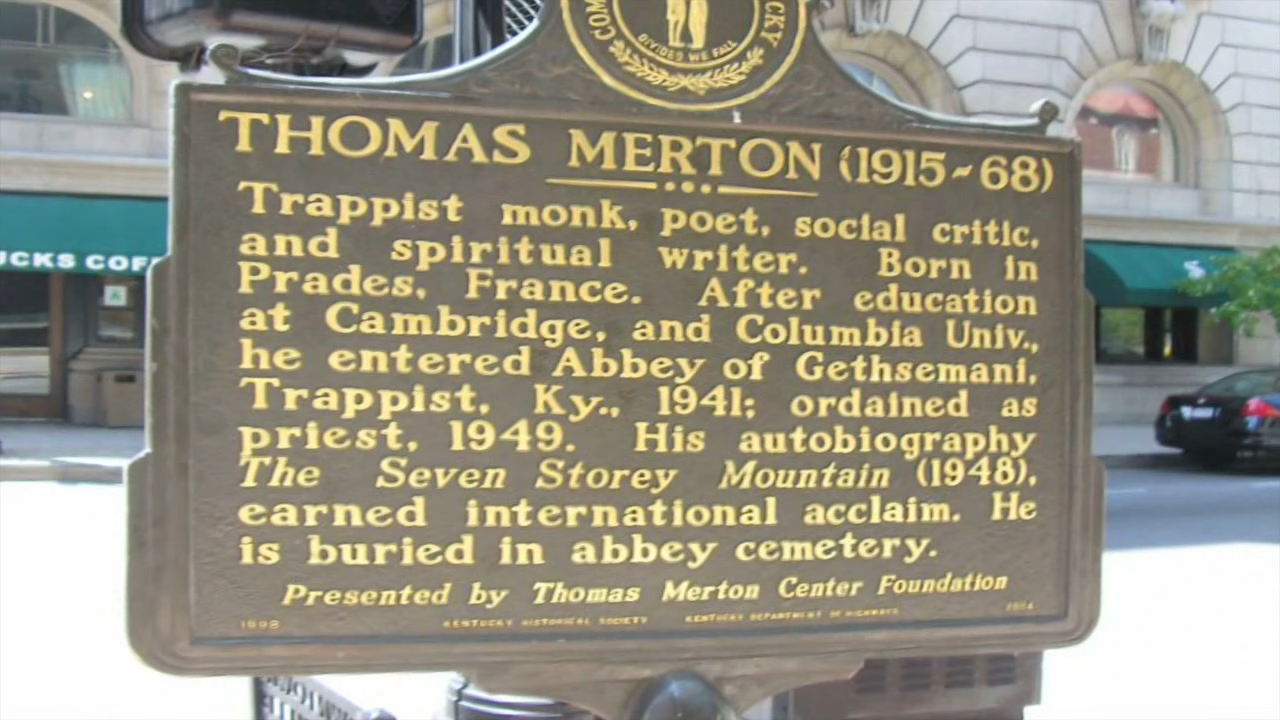 COM
CKY
DIVIDED WE FALL
THOMAS MERTON (1915-68)
Trappist monk, poet, social critic,
and spiritual writer. Born in
Prades, France. After education
at Cambridge, and Columbia Univ.,
he entered Abbey of Gethsemani,
Trappist, Ky., 1941; ordained as
priest, 1949. His autobiography
The Seven Storey Mountain (1948),
earned international acclaim. He
is buried in abbey cemetery.
Presented by Thomas Merton Center Foundation
1998 KENTUCKY HISTORICAL SOCIETY KENTUCKY DEPARTMENT OF HIGHWAYS
UCKS COF